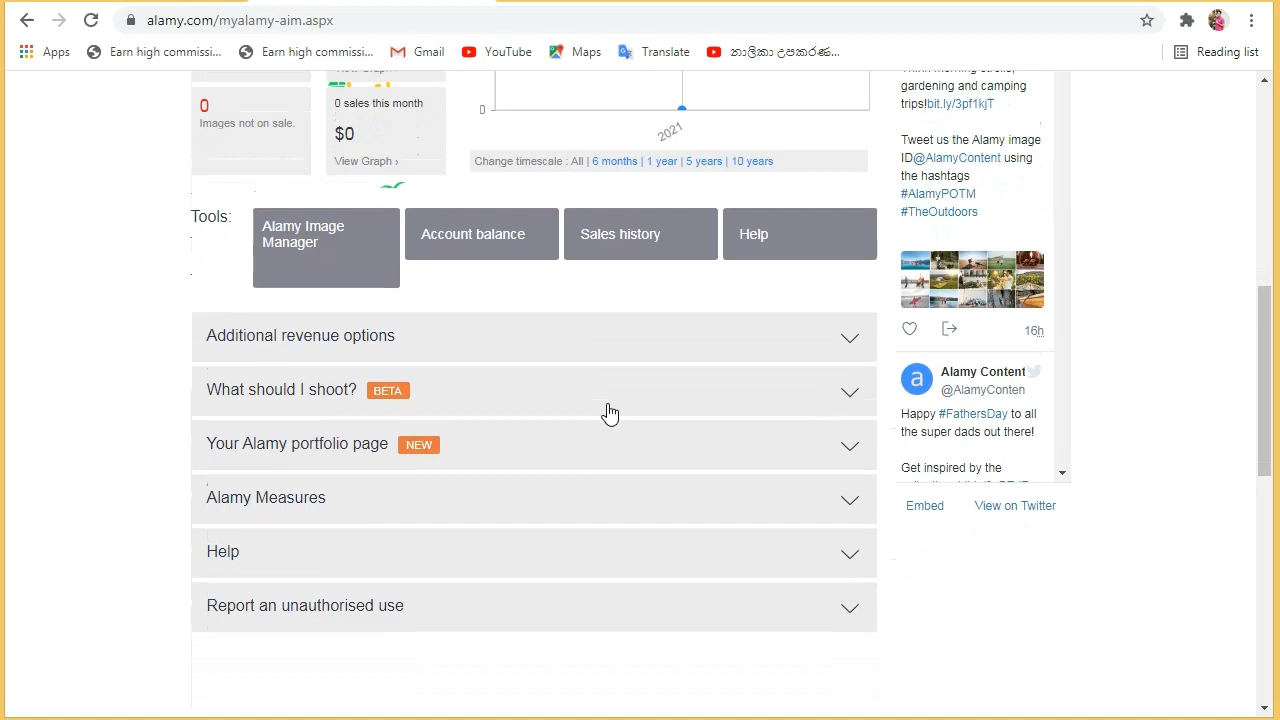 alamy.com/myalamy-aim.aspx
Apps
Earn high commissi...
Earn high commissi...
Gmail
YouTube
Maps
Translate
නාලිකා උපකරණ...
Reading list
0
Images not on sale.
0 sales this month
$0
View Graph ›
0
2021
Change timescale : All | 6 months | 1 year | 5 years | 10 years
Tools:
Alamy Image
Manager
Account balance
Sales history
Help
Additional revenue options
What should I shoot? BETA
Your Alamy portfolio page NEW
Alamy Measures
Help
Report an unauthorised use
gardening and camping
trips!bit.ly/3pf1kjT
Tweet us the Alamy image
ID@AlamyContent using
the hashtags
#AlamyPOTM
#TheOutdoors
16h
a
Alamy Content
@AlamyConten
Happy #FathersDay to all
the super dads out there!
Get inspired by the
Embed
View on Twitter